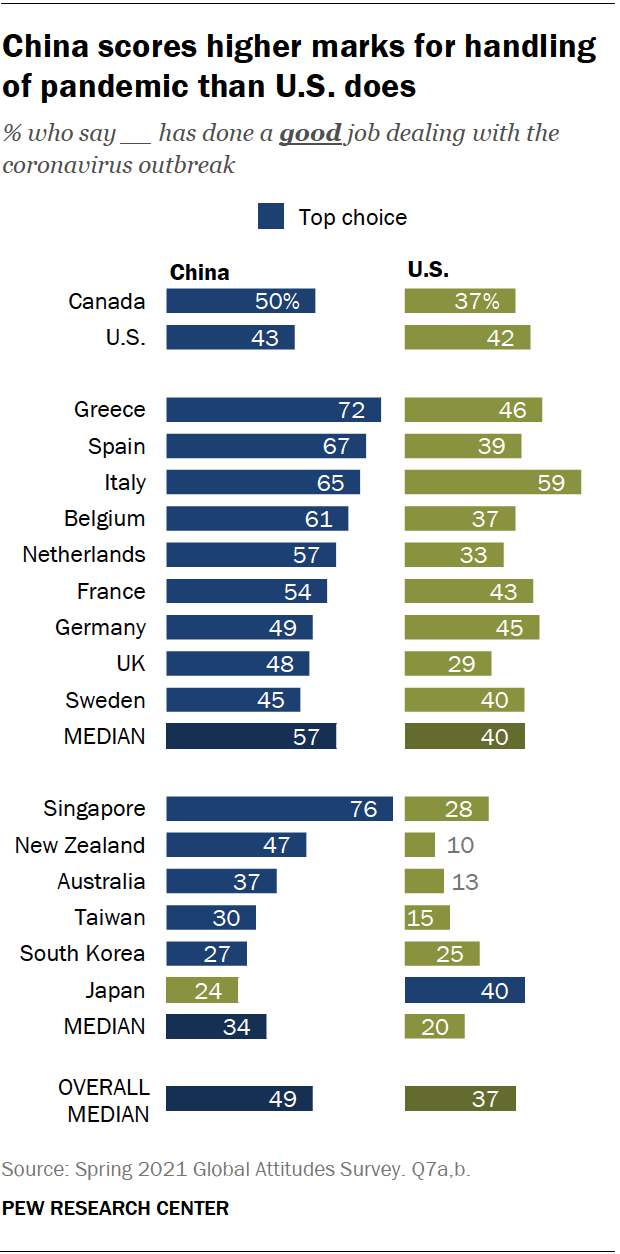 China scores higher marks for handling
of pandemic than U.S. does
% who say __ has done a good job dealing with the
coronavirus outbreak
Top choice
China U.S.
Canada 50% 37%
U.S. 43 42
Greece 72 46
Spain 67 39
Italy 65 59
Belgium 61 37
Netherlands 57 33
France 54 43
Germany 49 45
UK 48 29
Sweden 45 40
MEDIAN 57 40
Singapore 76 28
New Zealand 47 10
Australia 37 13
Taiwan 30 15
South Korea 27 25
Japan 24 40
MEDIAN 34 20
OVERALL
MEDIAN 49 37
Source: Spring 2021 Global Attitudes Survey. Q7a,b.
PEW RESEARCH CENTER